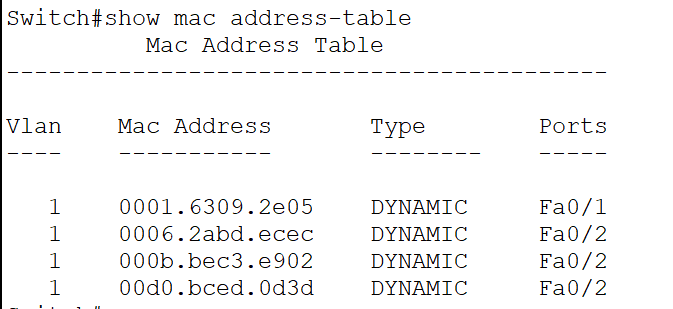 Switch#show mac address-table
Mac Address Table
-------------------------------------------
Vlan Mac Address Type Ports
---- ----------- -------- -----
1 0001.6309.2e05 DYNAMIC Fa0/1
1 0006.2abd.ecec DYNAMIC Fa0/2
1 000b.bec3.e902 DYNAMIC Fa0/2
1 00d0.bced.0d3d DYNAMIC Fa0/2